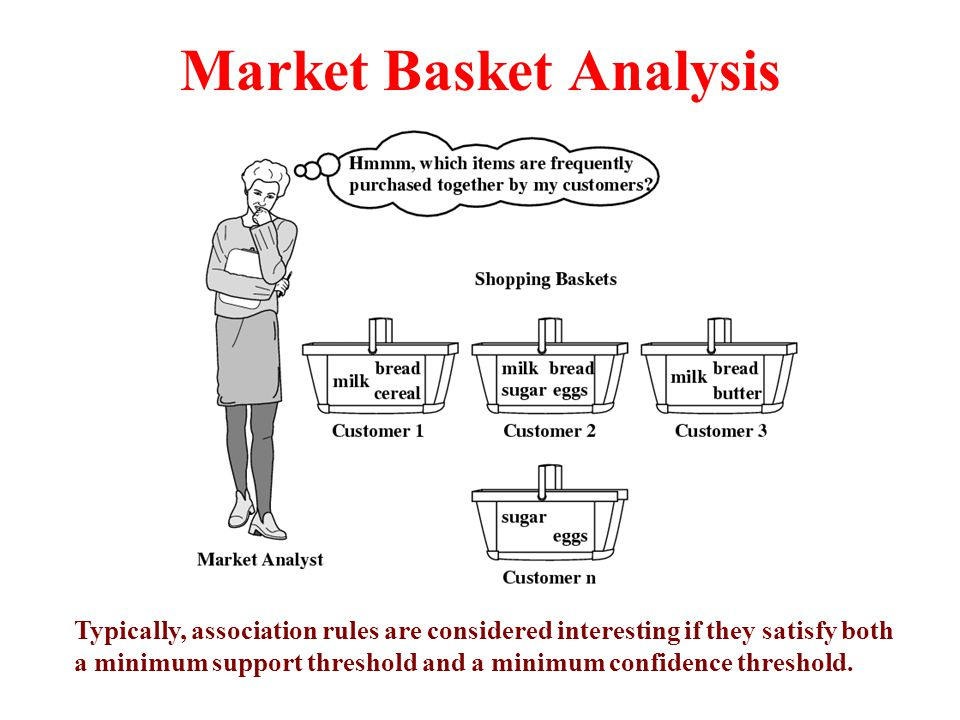 Market Basket Analysis
Hmmm, which items are frequently
purchased together by my customers?
Shopping Baskets
milk bread
cereal
Customer 1
milk bread
sugar eggs
Customer 2
milk bread
butter
Customer 3
sugar
eggs
Customer n
Market Analyst
Typically, association rules are considered interesting if they satisfy both
a minimum support threshold and a minimum confidence threshold.